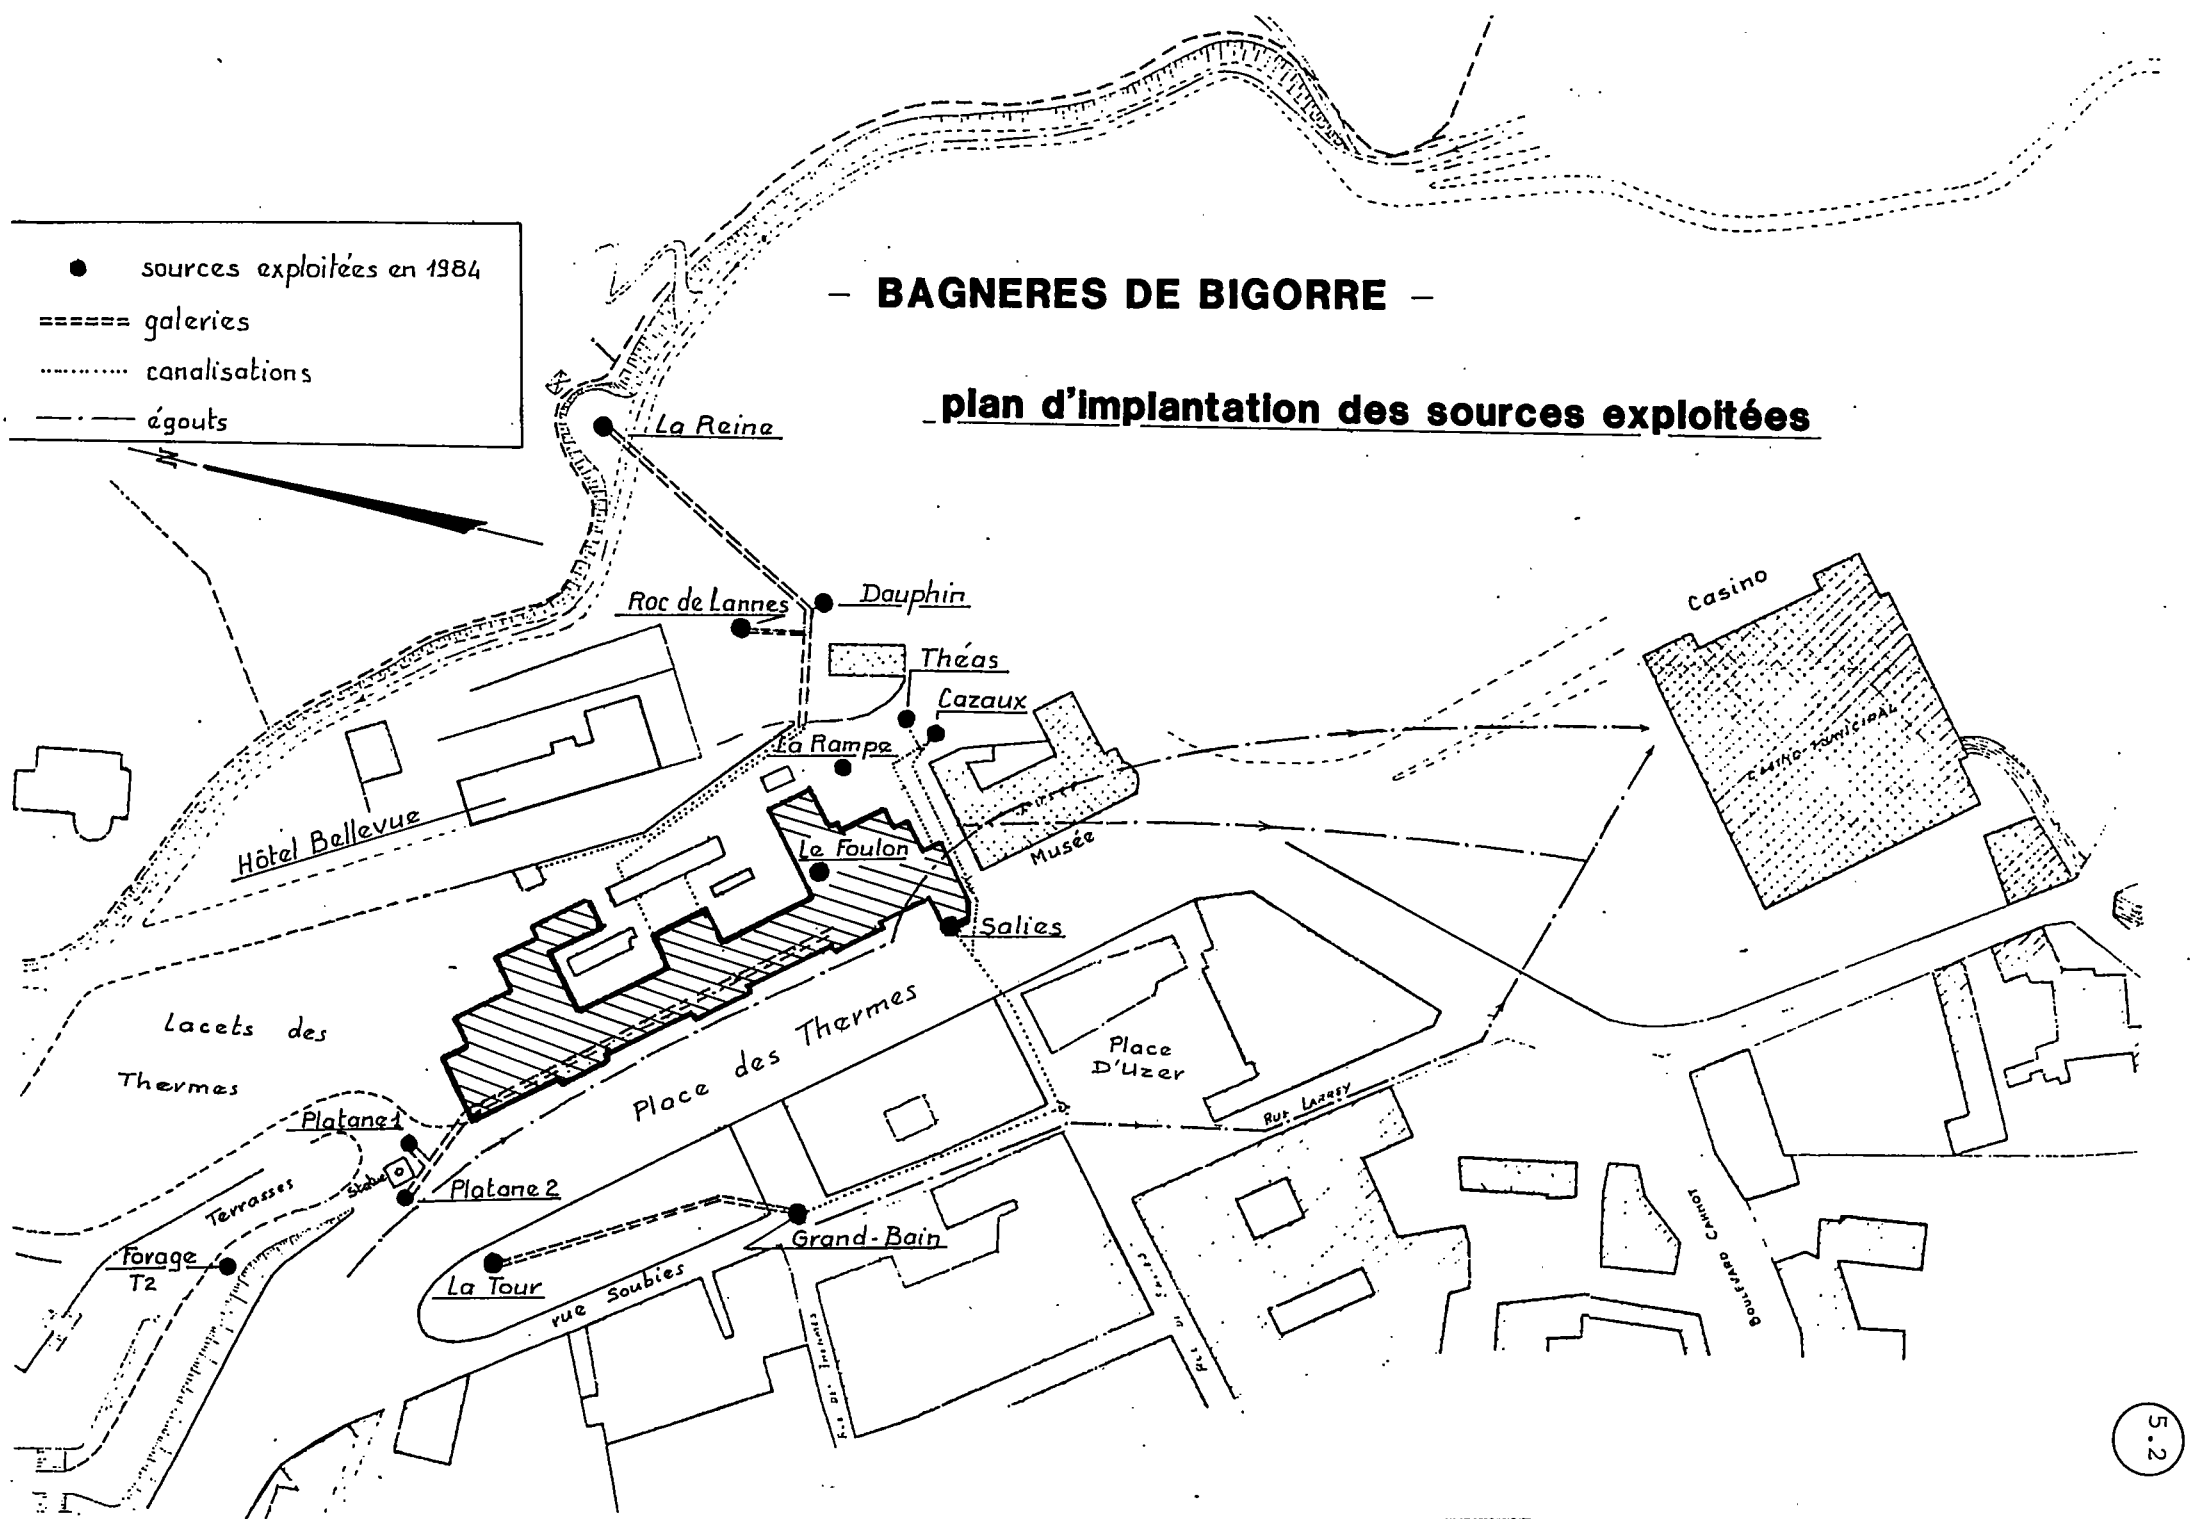 sources exploitées en 1984
galeries
canalisations
égouts
N
– BAGNERES DE BIGORRE –
plan d'implantation des sources exploitées
La Reine
Roc de Lannes
Dauphin
Théas
Cazaux
La Rampe
Casino
Hôtel Bellevue
Le Foulon
Musée
Salies
Lacets des
Thermes
Place des Thermes
Place
D'Uzer
Rue Larrey
Platane 1
Statue
Platane 2
Terrasses
Forage
T2
Grand-Bain
La Tour
rue Soubies
Boulevard Carnot
5.2